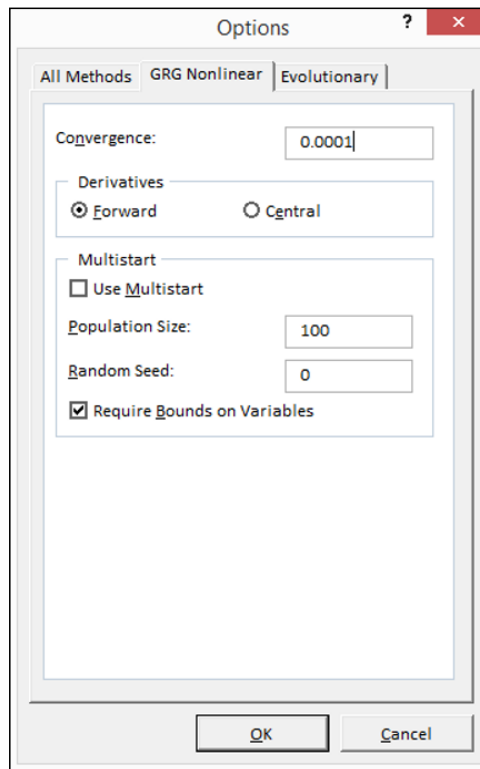 Options ?
All Methods GRG Nonlinear Evolutionary
Convergence: 0.0001
Derivatives
Forward Central
Multistart
Use Multistart
Population Size: 100
Random Seed: 0
Require Bounds on Variables
OK Cancel